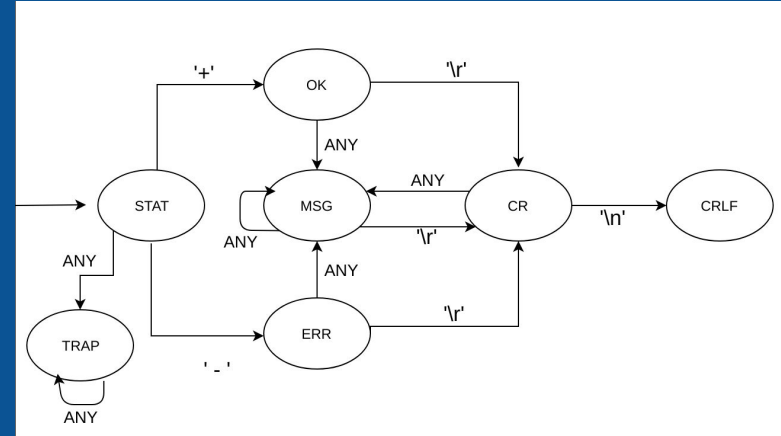 '+'
OK
'\r'
ANY
STAT
MSG
ANY
CR
CRLF
'\n'
ANY
'\r'
ANY
ANY
TRAP
ERR
'\r'
' - '
ANY